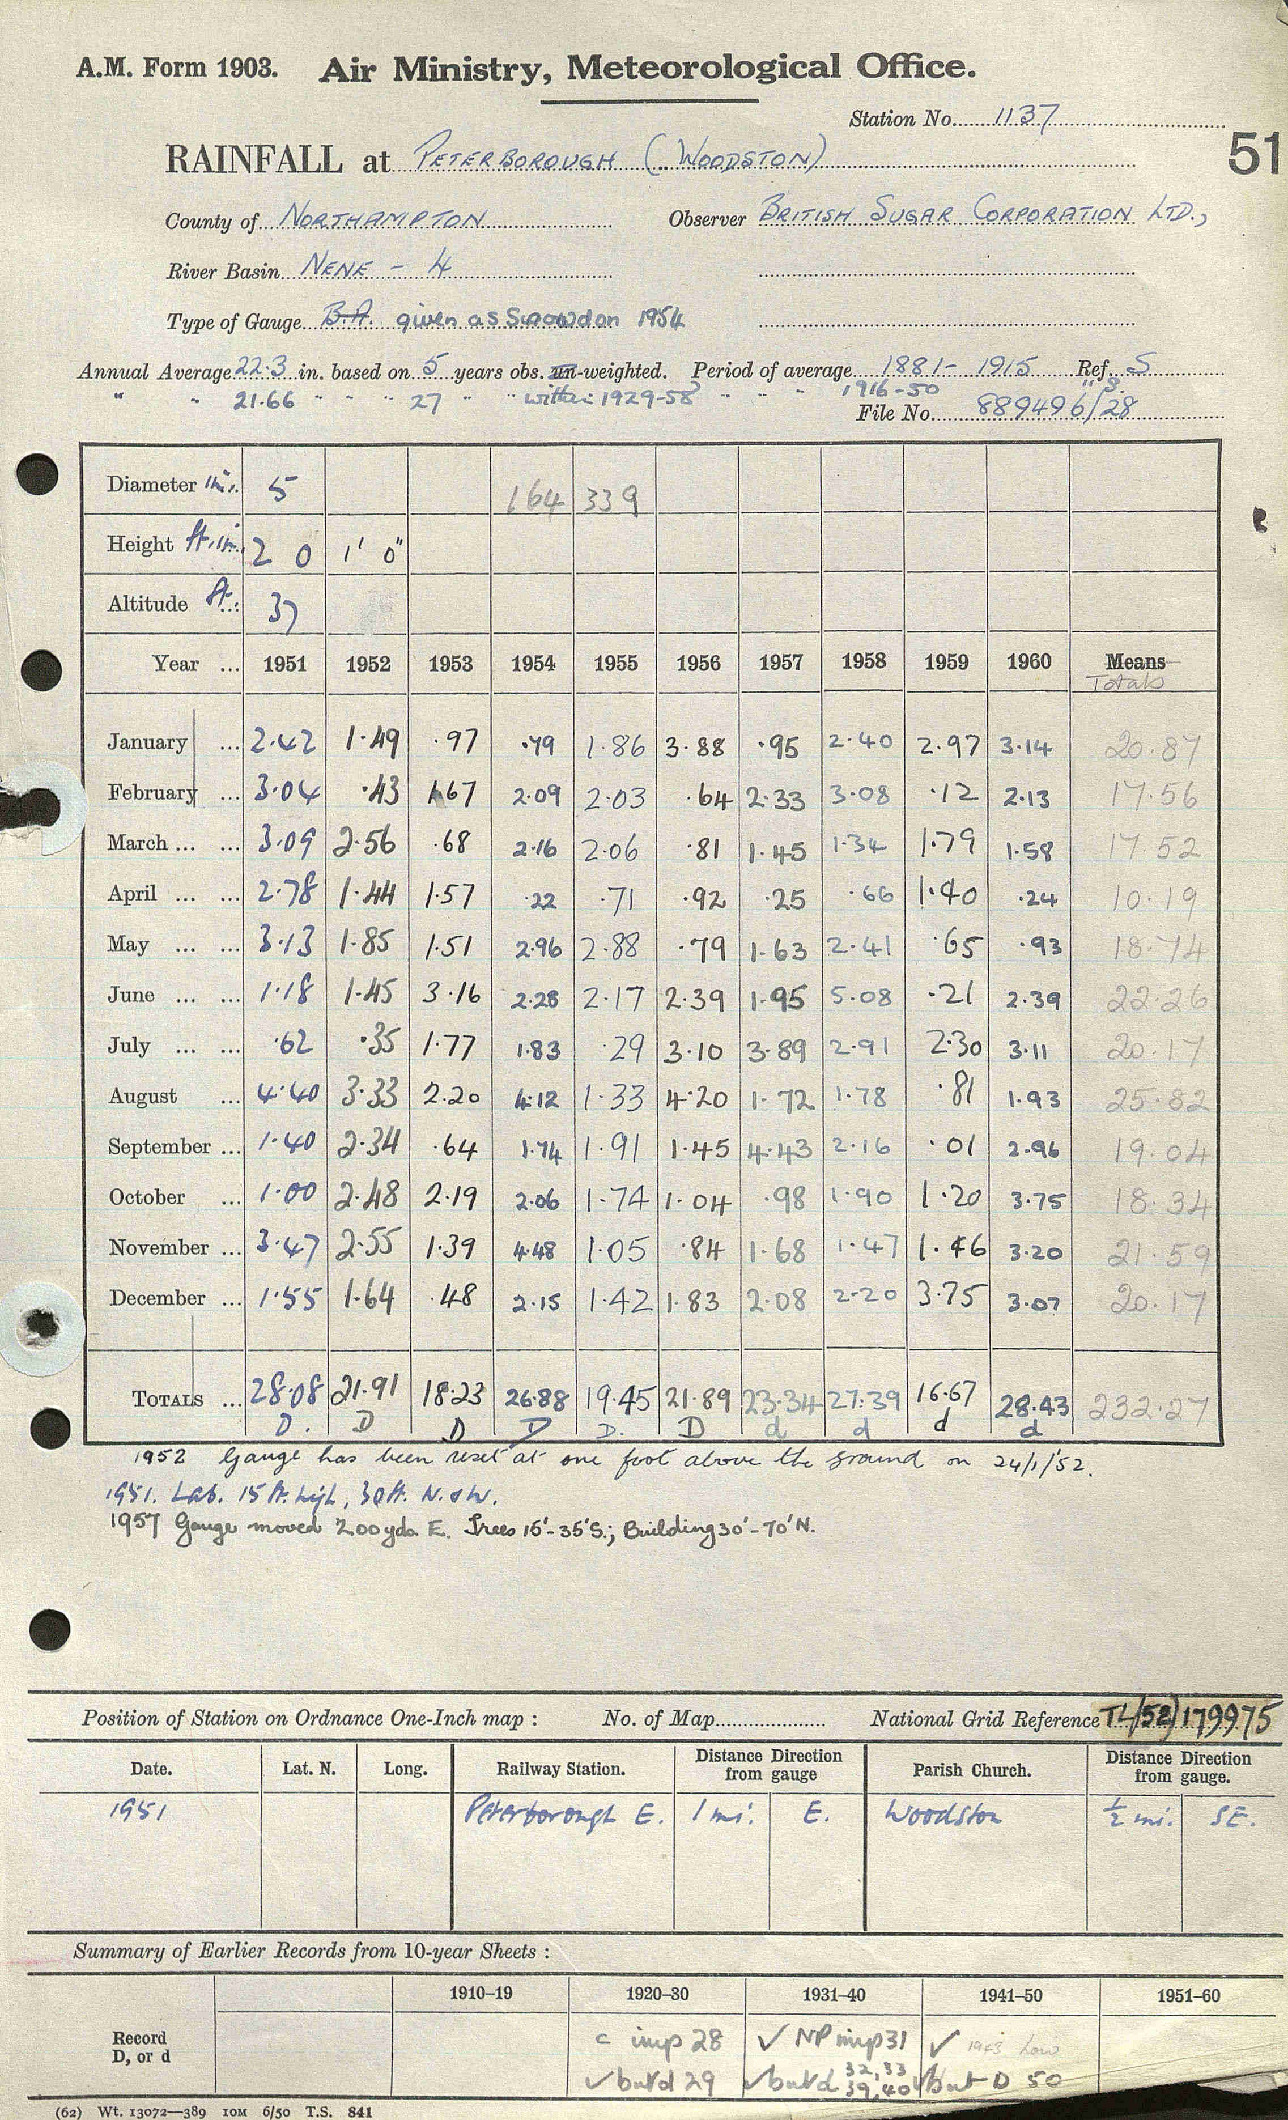 A.M. Form 1903. Air Ministry, Meteorological Office.
Station No. 1137
51
RAINFALL at PETERBOROUGH (WOODSTON)
County of NORTHAMPTON Observer BRITISH SUGAR CORPORATION LTD.,
River Basin NENE - 4
Type of Gauge B.A. given as Snowdon 1954
Annual Average 22.3 in. based on 5 years obs. un-weighted. Period of average 1881- 1915 Ref. S
" " 21.66 " " " 27 " " within 1929-58 " " " 1916-50 " S.
File No. 889496/28
Diameter ins. 5 164 339
Height ft. in. 2 0 1' 0"
Altitude ft. 37
Year ... 1951 1952 1953 1954 1955 1956 1957 1958 1959 1960 Means
Totals
January ... 2.42 1.49 .97 .79 1.86 3.88 .95 2.40 2.97 3.14 20.87
February ... 3.04 .43 1.67 2.09 2.03 .64 2.33 3.08 .12 2.13 17.56
March ... ... 3.09 2.56 .68 2.16 2.06 .81 1.45 1.34 1.79 1.58 17.52
April ... ... 2.78 1.44 1.57 .22 .71 .92 .25 .66 1.40 .24 10.19
May ... ... 3.13 1.85 1.51 2.96 2.88 .79 1.63 2.41 .65 .93 18.74
June ... ... 1.18 1.45 3.16 2.28 2.17 2.39 1.95 5.08 .21 2.39 22.26
July ... ... .62 .35 1.77 1.83 .29 3.10 3.89 2.91 2.30 3.11 20.17
August ... 4.40 3.33 2.20 4.12 1.33 4.20 1.72 1.78 .81 1.93 25.82
September ... 1.40 2.34 .64 1.74 1.91 1.45 4.43 2.16 .01 2.96 19.04
October ... 1.00 2.48 2.19 2.06 1.74 1.04 .98 1.90 1.20 3.75 18.34
November ... 3.47 2.55 1.39 4.48 1.05 .84 1.68 1.47 1.46 3.20 21.59
December ... 1.55 1.64 .48 2.15 1.42 1.83 2.08 2.20 3.75 3.07 20.17
TOTALS ... 28.08 21.91 18.23 26.88 19.45 21.89 23.34 27.39 16.67 28.43 232.27
D. D D D D. D d d d d
1952 Gauge has been reset at one foot above the ground on 24/1/52.
1951. Lab. 15 ft. high, 30 ft. N. & W.
1957 Gauge moved 200yds E. Trees 15'-35'S.; Building 30'-70'N.
Position of Station on Ordnance One-Inch map : No. of Map National Grid Reference TL/52/179975
Date. Lat. N. Long. Railway Station. Distance from gauge Direction Parish Church. Distance from gauge. Direction
1951 Peterborough E. 1 mi. E. Woodston ½ mi. SE.
Summary of Earlier Records from 10-year Sheets :
1910–19 1920–30 1931–40 1941–50 1951–60
Record D, or d
c imp 28 ✓ NP imp 31 ✓ 1943 Low
✓ but d 29 ✓ but d 32, 33 39, 40 ✓ but D 50
(62) Wt. 13072—389 10M 6/50 T.S. 841